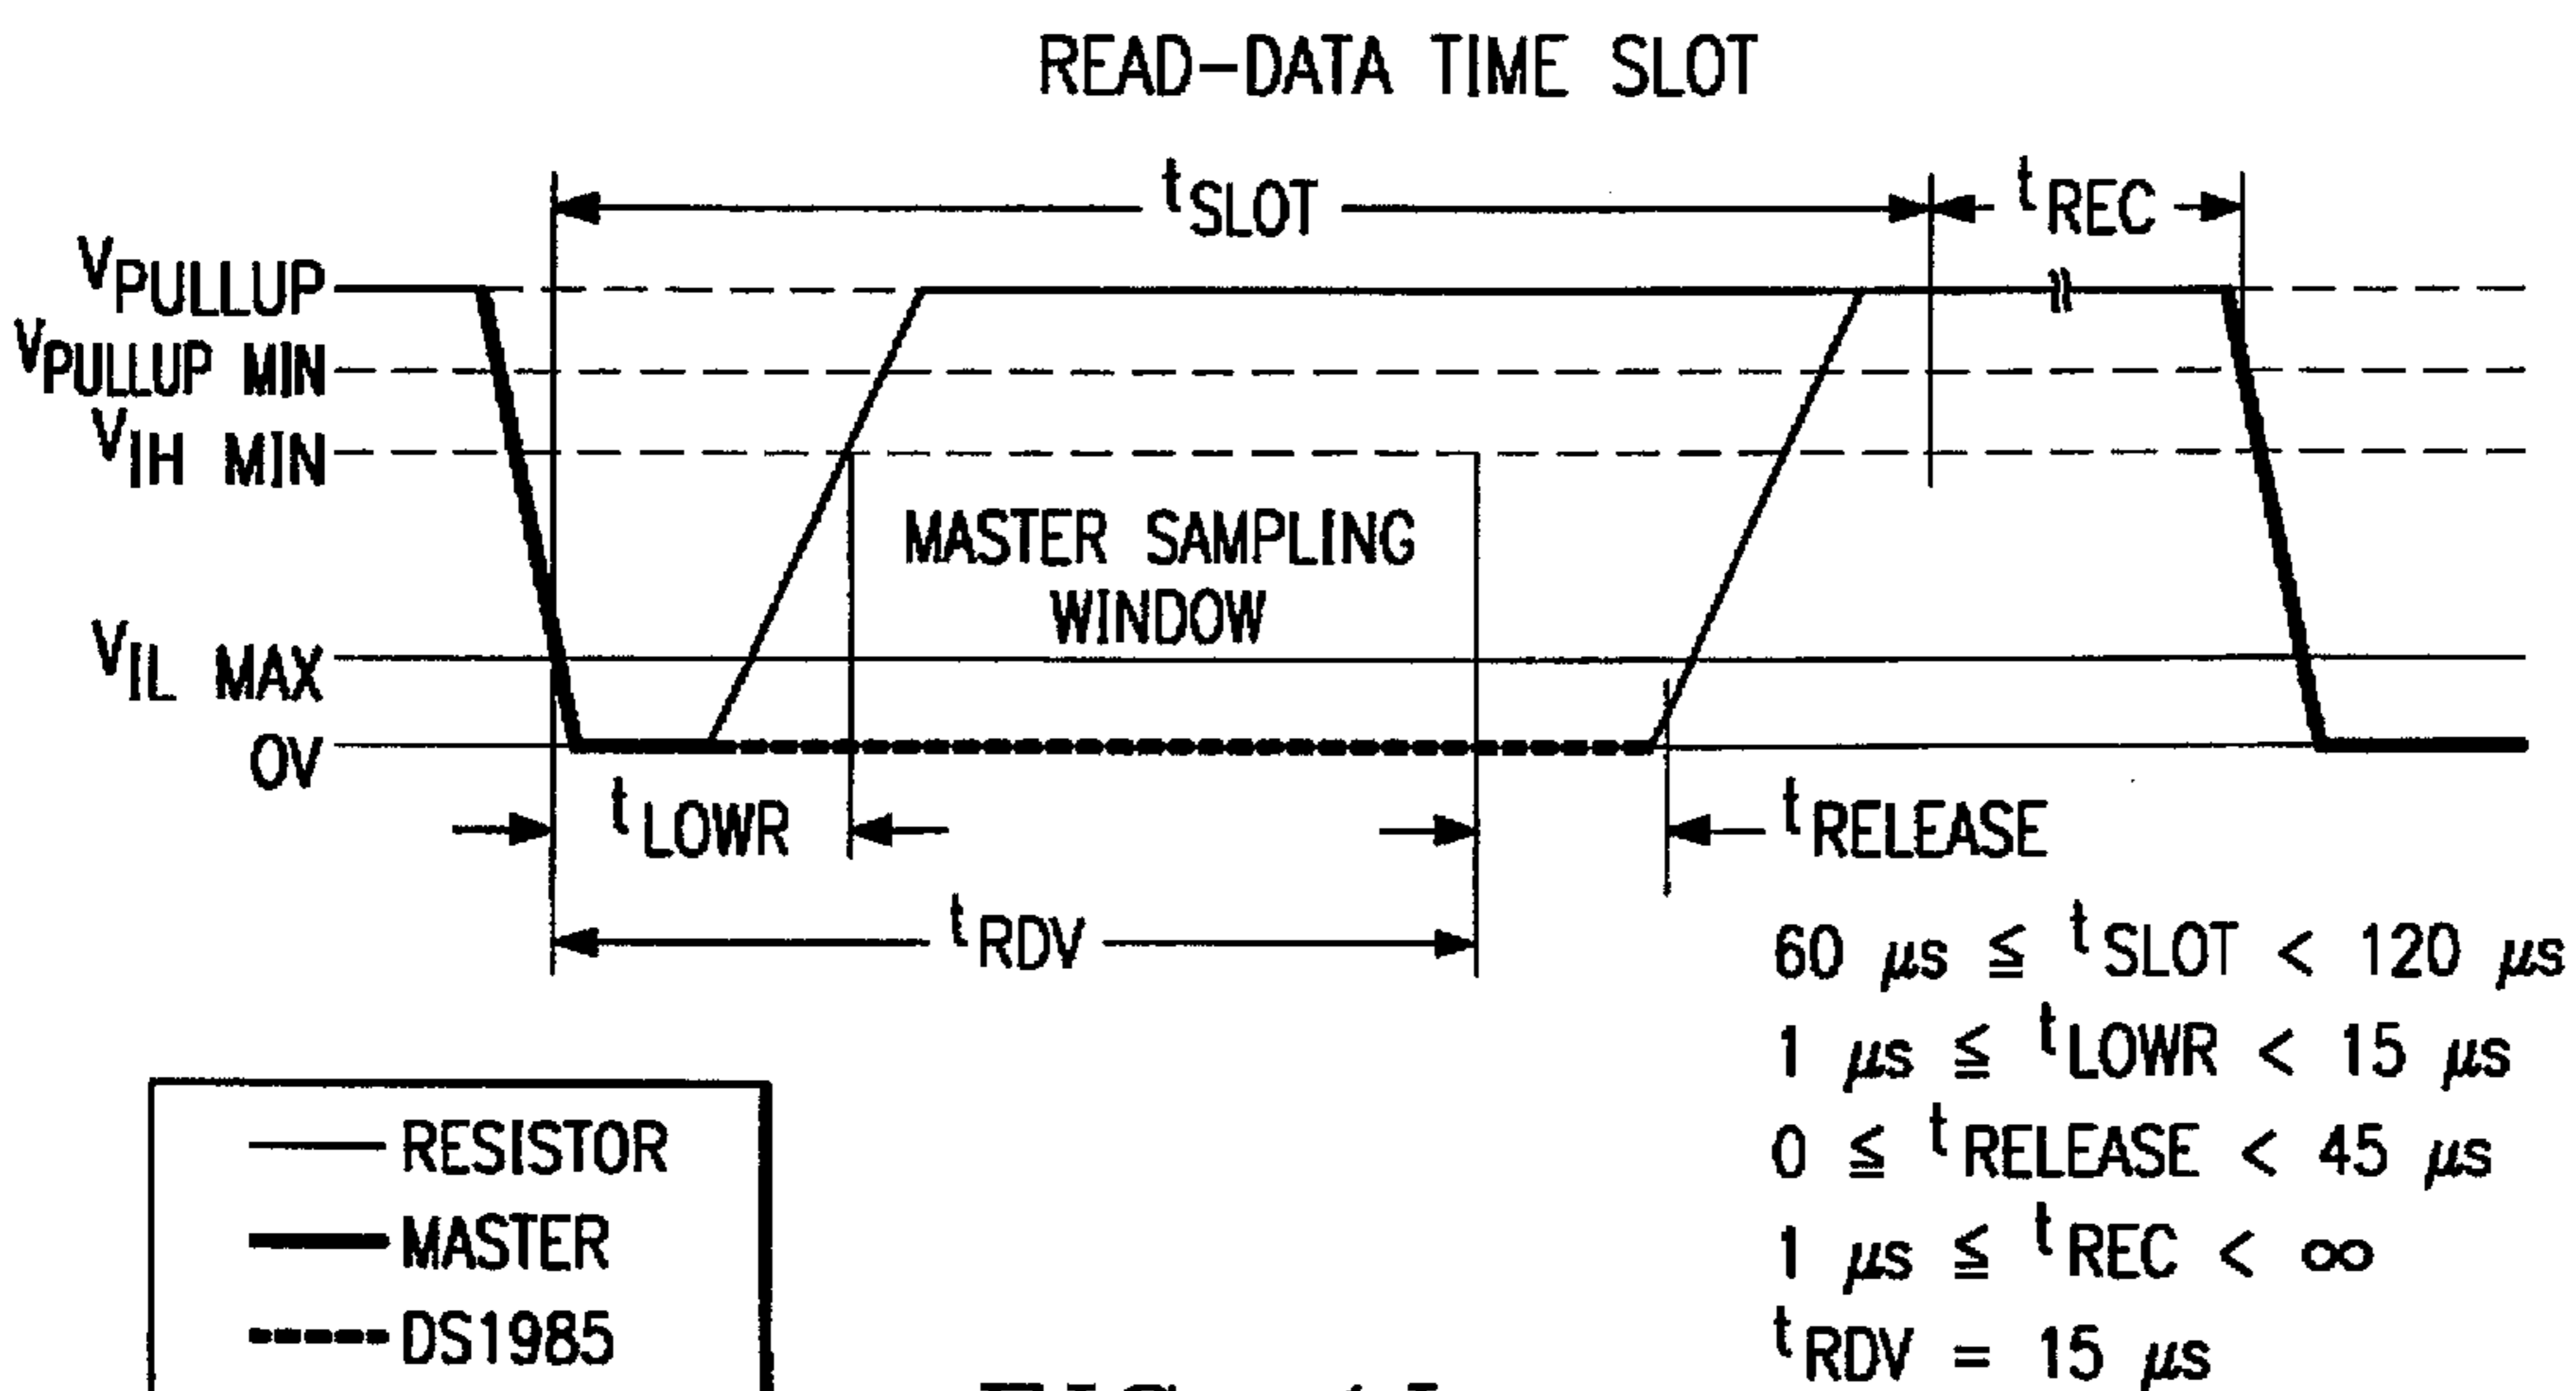 READ-DATA TIME SLOT
tSLOT
tREC
VPULLUP
VPULLUP MIN
VIH MIN
MASTER SAMPLING
WINDOW
VIL MAX
0V
tLOWR
tRELEASE
tRDV
60 μs ≦ tSLOT < 120 μs
1 μs ≦ tLOWR < 15 μs
0 ≦ tRELEASE < 45 μs
1 μs ≦ tREC < ∞
tRDV = 15 μs
RESISTOR
MASTER
DS1985